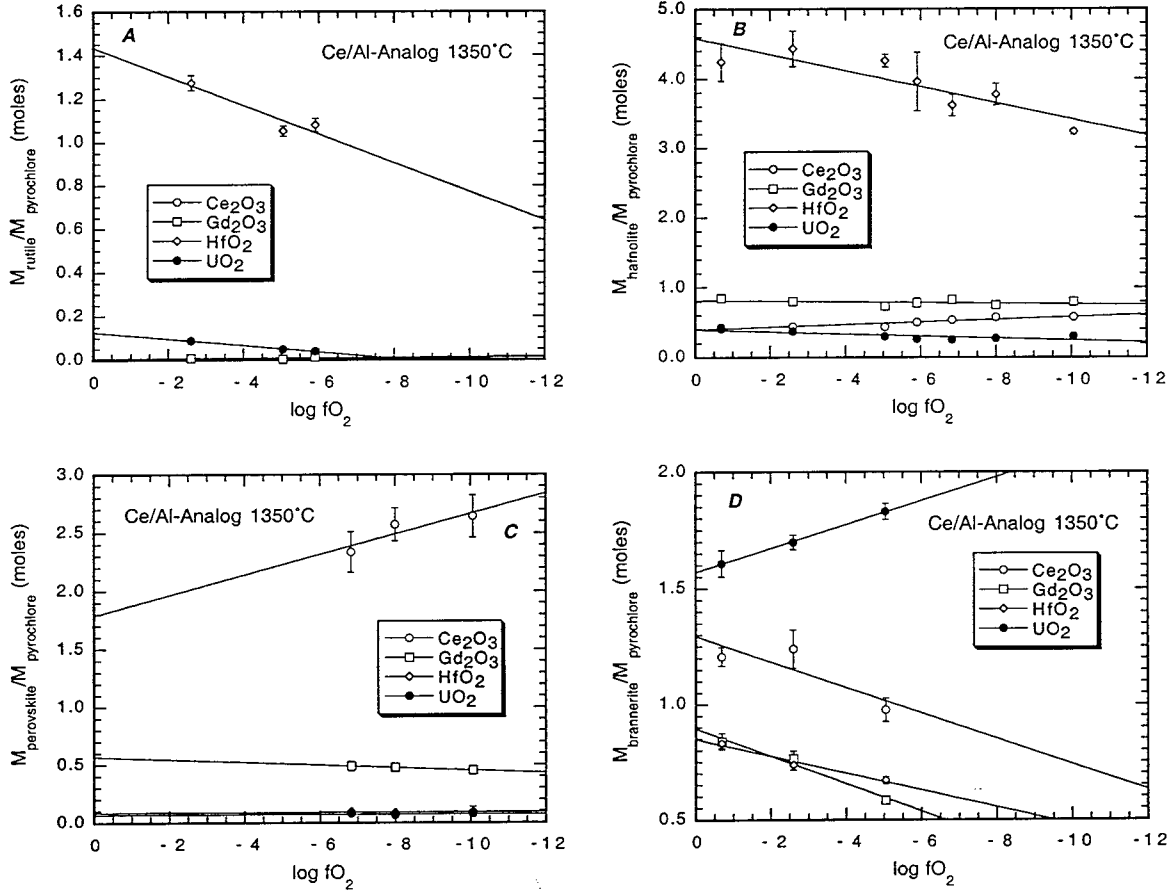 A
Ce/Al-Analog 1350˚C
M rutile/M pyrochlore (moles)
1.6
1.4
1.2
1.0
0.8
0.6
0.4
0.2
0.0
Ce2O3
Gd2O3
HfO2
UO2
0 - 2 - 4 - 6 - 8 - 10 - 12
log fO2
B
Ce/Al-Analog 1350˚C
M hafnolite/M pyrochlore (moles)
5.0
4.0
3.0
2.0
1.0
0.0
Ce2O3
Gd2O3
HfO2
UO2
0 - 2 - 4 - 6 - 8 - 10 - 12
log fO2
Ce/Al-Analog 1350˚C
C
M perovskite/M pyrochlore (moles)
3.0
2.5
2.0
1.5
1.0
0.5
0.0
Ce2O3
Gd2O3
HfO2
UO2
0 - 2 - 4 - 6 - 8 - 10 -12
log fO2
D
Ce/Al-Analog 1350˚C
M brannerite/M pyrochlore (moles)
2.0
1.5
1.0
0.5
Ce2O3
Gd2O3
HfO2
UO2
0 - 2 - 4 - 6 - 8 - 10 - 12
log fO2